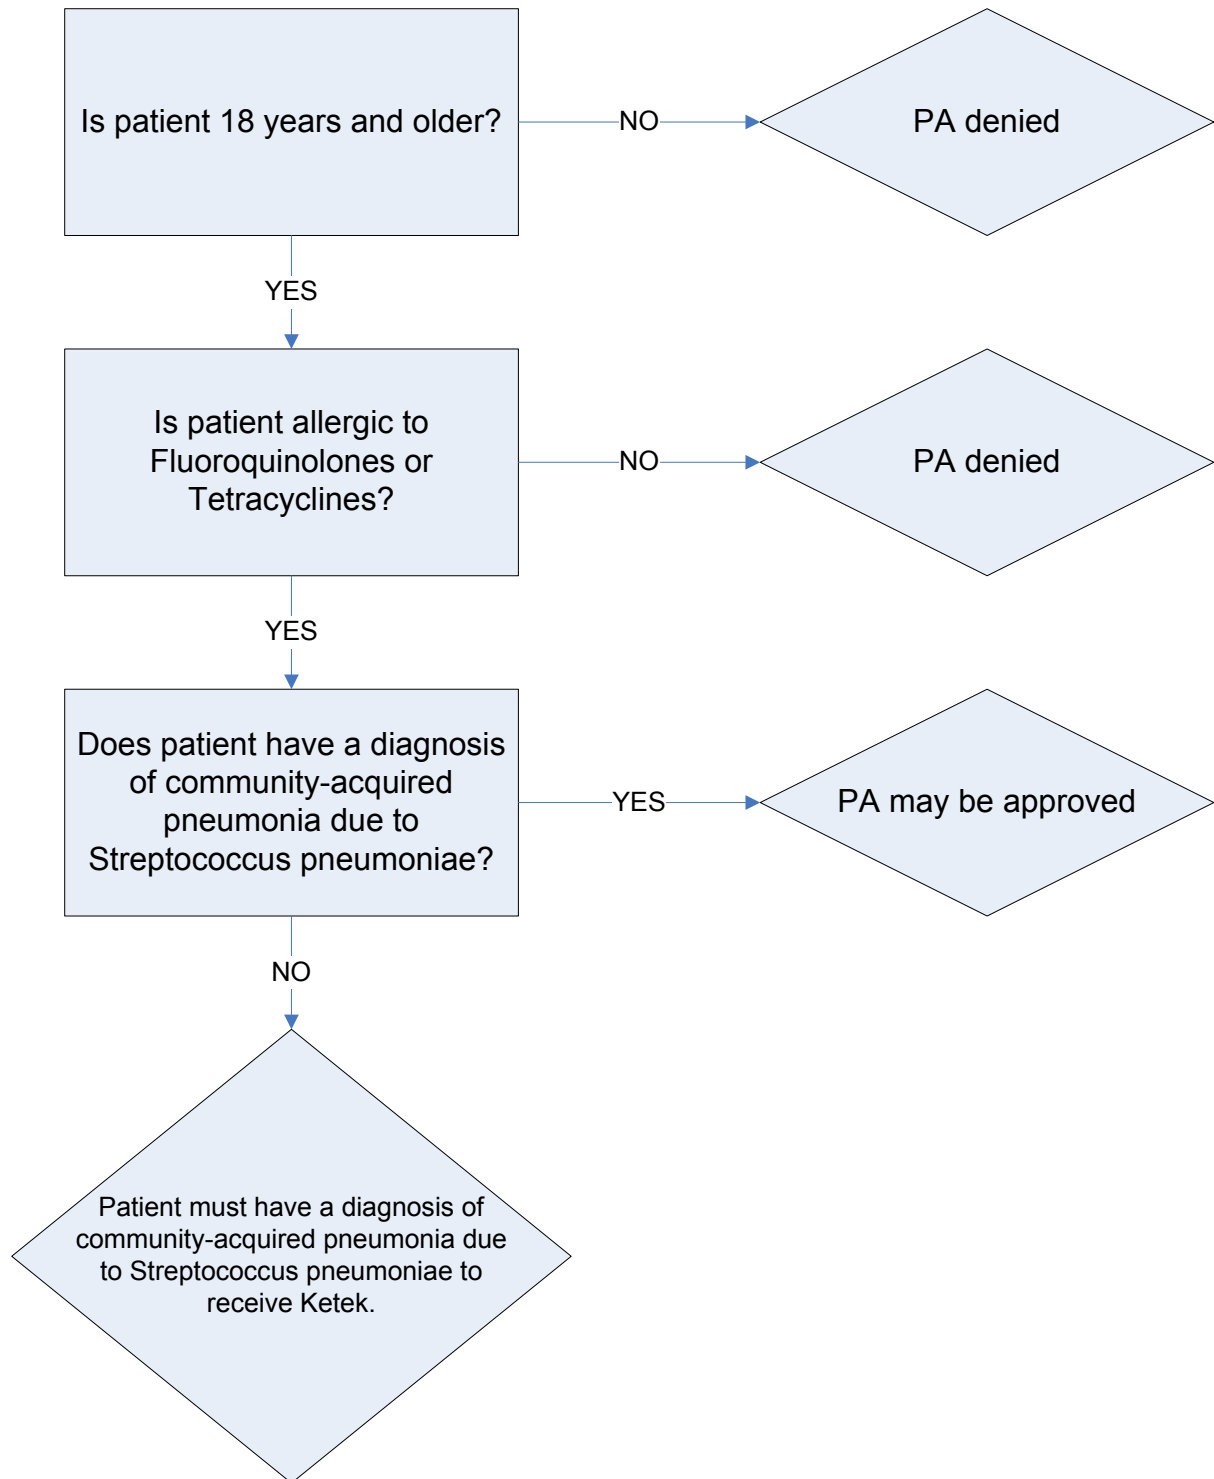 Is patient 18 years and older?
NO
PA denied
YES
Is patient allergic to
Fluoroquinolones or
Tetracyclines?
NO
PA denied
YES
Does patient have a diagnosis
of community-acquired
pneumonia due to
Streptococcus pneumoniae?
YES
PA may be approved
NO
Patient must have a diagnosis of
community-acquired pneumonia due
to Streptococcus pneumoniae to
receive Ketek.